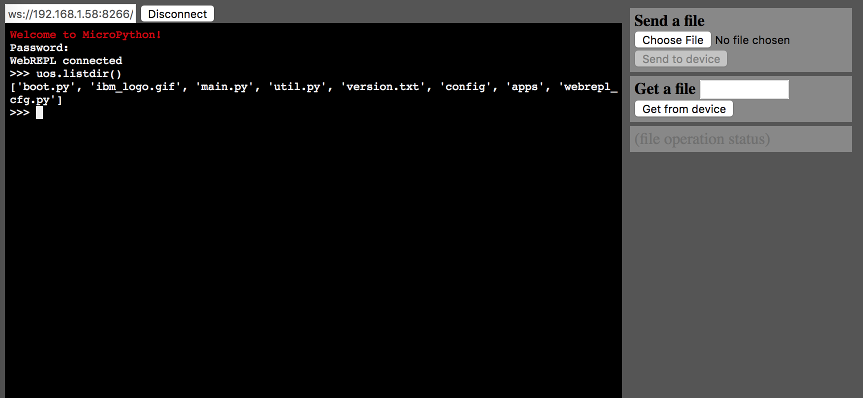 ws://192.168.1.58:8266/ Disconnect
Welcome to MicroPython!
Password:
WebREPL connected
>>> uos.listdir()
['boot.py', 'ibm_logo.gif', 'main.py', 'util.py', 'version.txt', 'config', 'apps', 'webrepl_
cfg.py']
>>>
Send a file
Choose File No file chosen
Send to device
Get a file
Get from device
(file operation status)